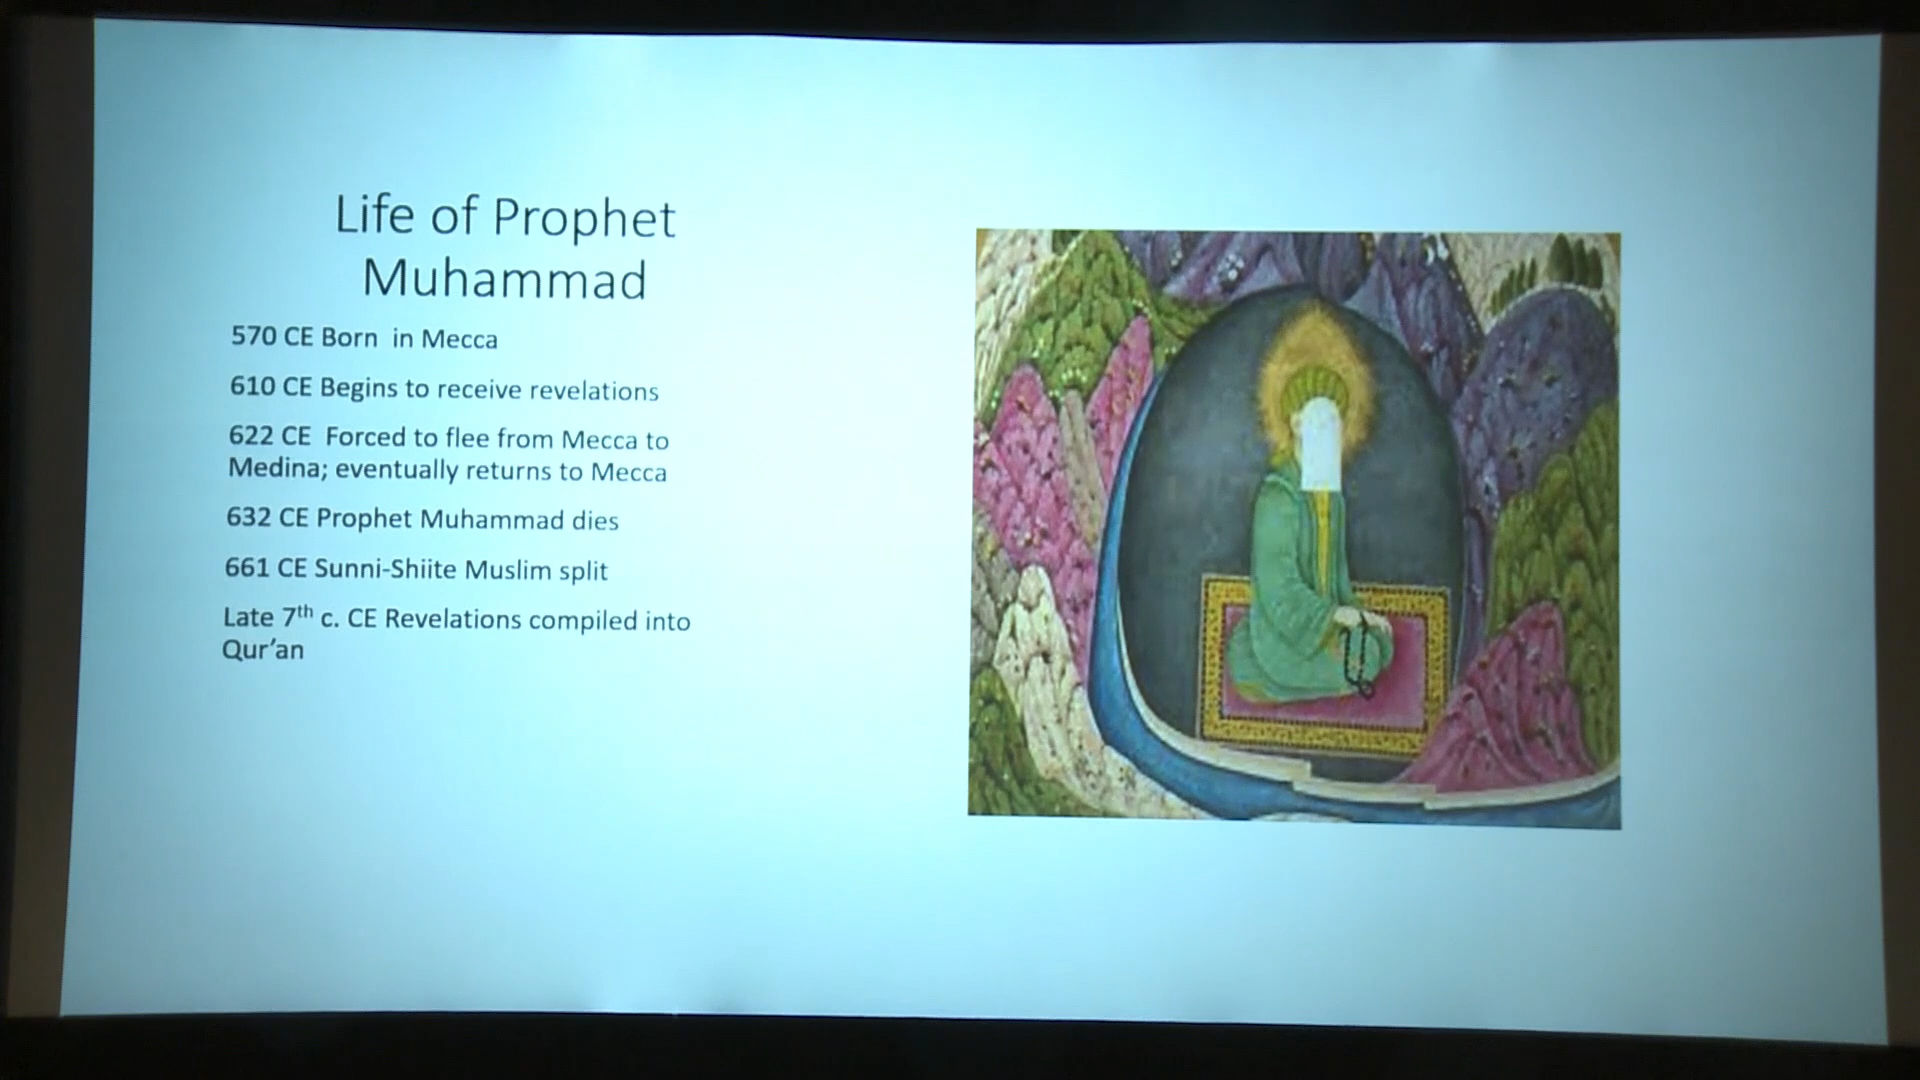 Life of Prophet
Muhammad
570 CE Born  in Mecca
610 CE Begins to receive revelations
622 CE  Forced to flee from Mecca to
Medina; eventually returns to Mecca
632 CE Prophet Muhammad dies
661 CE Sunni-Shiite Muslim split
Late 7th c. CE Revelations compiled into
Qur’an